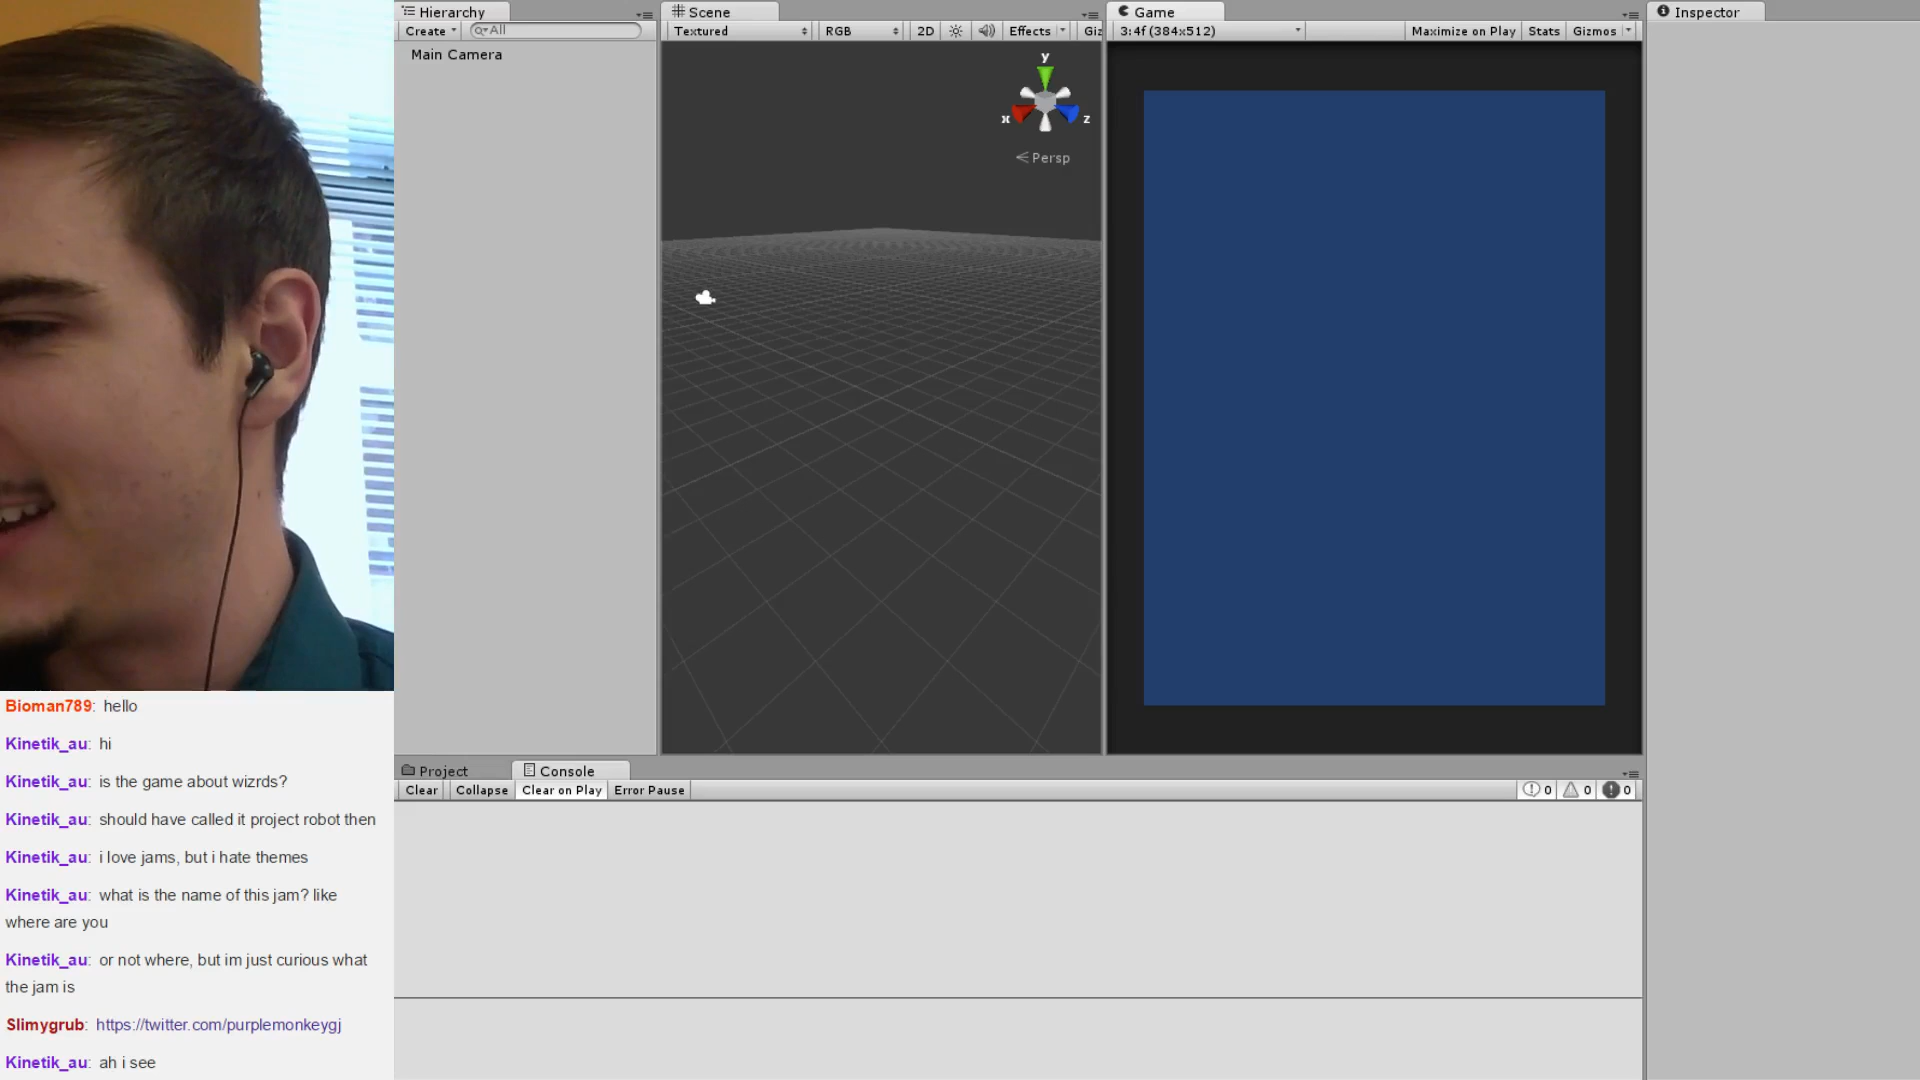 Hierarchy
Create
All
Main Camera
Scene
Textured
RGB
2D
Effects
Giz
y
x
z
Persp
Game
3:4f (384x512)
Maximize on Play
Stats
Gizmos
Inspector
Project
Console
Clear
Collapse
Clear on Play
Error Pause
0
0
0
Bioman789: hello
Kinetik_au: hi
Kinetik_au: is the game about wizrds?
Kinetik_au: should have called it project robot then
Kinetik_au: i love jams, but i hate themes
Kinetik_au: what is the name of this jam? like
where are you
Kinetik_au: or not where, but im just curious what
the jam is
Slimygrub: https://twitter.com/purplemonkeygj
Kinetik_au: ah i see